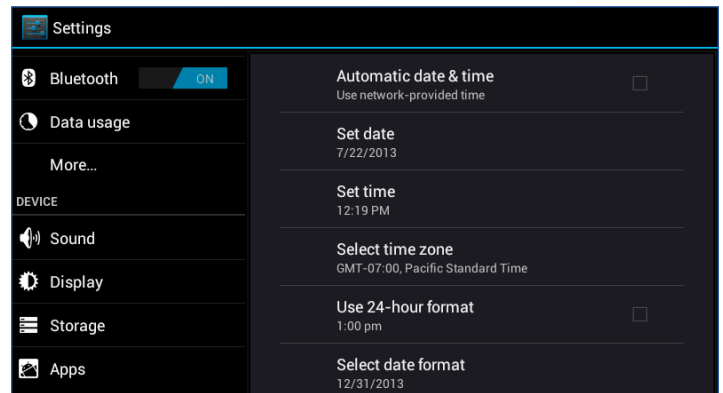 Settings
Bluetooth
ON
Data usage
More...
DEVICE
Sound
Display
Storage
Apps
Automatic date & time
Use network-provided time
Set date
7/22/2013
Set time
12:19 PM
Select time zone
GMT-07:00, Pacific Standard Time
Use 24-hour format
1:00 pm
Select date format
12/31/2013